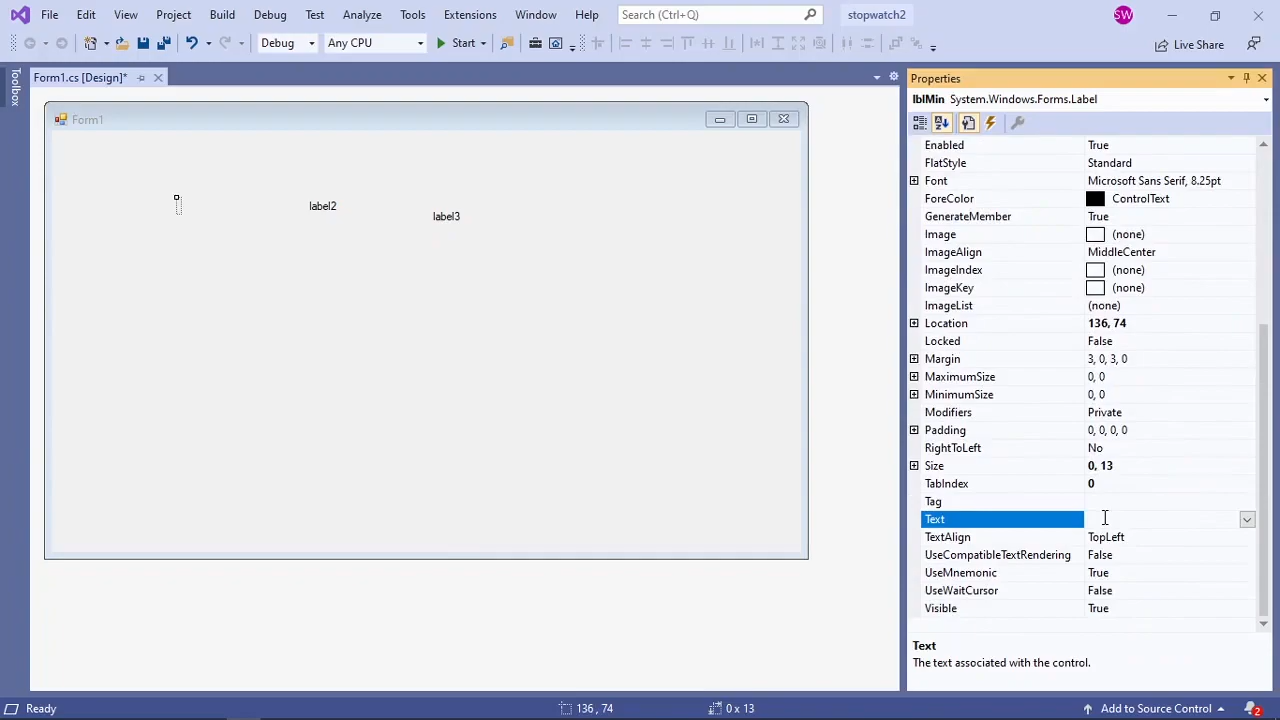 File Edit View Project Build Debug Test Analyze Tools Extensions Window Help Search (Ctrl+Q) stopwatch2 SW
Debug Any CPU Start Live Share
Toolbox
Form1.cs [Design]*
Form1
label2
label3
Properties
lblMin System.Windows.Forms.Label
Enabled True
FlatStyle Standard
Font Microsoft Sans Serif, 8.25pt
ForeColor ControlText
GenerateMember True
Image (none)
ImageAlign MiddleCenter
ImageIndex (none)
ImageKey (none)
ImageList (none)
Location 136, 74
Locked False
Margin 3, 0, 3, 0
MaximumSize 0, 0
MinimumSize 0, 0
Modifiers Private
Padding 0, 0, 0, 0
RightToLeft No
Size 0, 13
TabIndex 0
Tag
Text
TextAlign TopLeft
UseCompatibleTextRendering False
UseMnemonic True
UseWaitCursor False
Visible True
Text
The text associated with the control.
Ready 136, 74 0 x 13 Add to Source Control 2